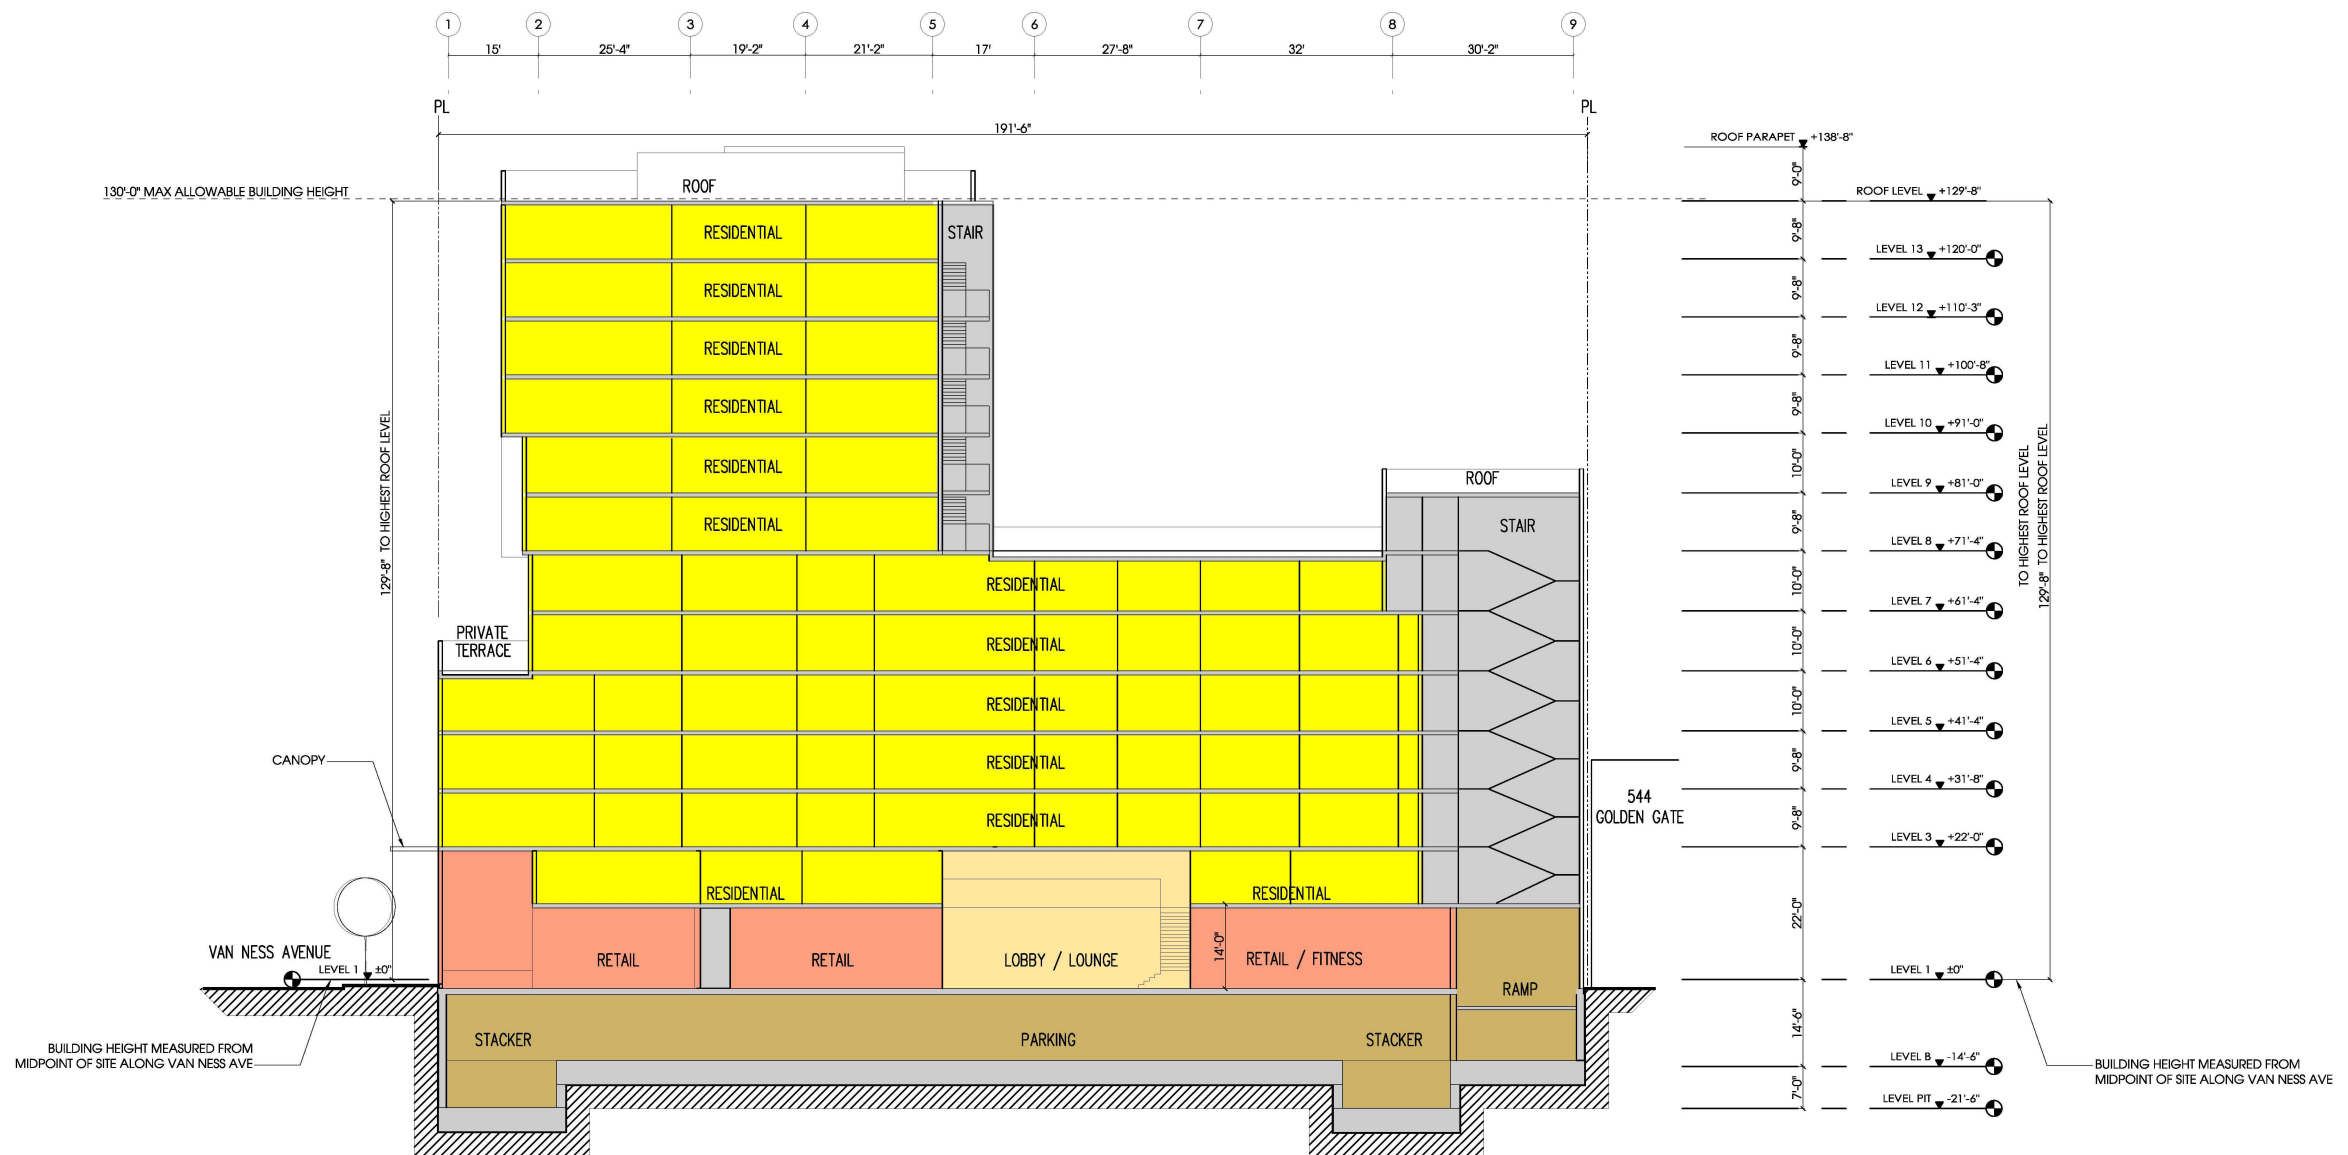 1 2 3 4 5 6 7 8 9
15' 25'-4" 19'-2" 21'-2" 17' 27'-8" 32' 30'-2"
PL PL
191'-6"
ROOF PARAPET +138'-8"
9'-0"
130'-0" MAX ALLOWABLE BUILDING HEIGHT
ROOF
ROOF LEVEL +129'-8"
RESIDENTIAL
STAIR
9'-8"
LEVEL 13 +120'-0"
RESIDENTIAL
9'-8"
LEVEL 12 +110'-3"
RESIDENTIAL
9'-8"
LEVEL 11 +100'-8"
RESIDENTIAL
9'-8"
LEVEL 10 +91'-0"
RESIDENTIAL
10'-0"
ROOF
LEVEL 9 +81'-0"
RESIDENTIAL
STAIR
9'-8"
LEVEL 8 +71'-4"
129'-8" TO HIGHEST ROOF LEVEL
TO HIGHEST ROOF LEVEL
129'-8" TO HIGHEST ROOF LEVEL
RESIDENTIAL
10'-0"
LEVEL 7 +61'-4"
PRIVATE
TERRACE
RESIDENTIAL
10'-0"
LEVEL 6 +51'-4"
RESIDENTIAL
10'-0"
LEVEL 5 +41'-4"
CANOPY
RESIDENTIAL
9'-8"
LEVEL 4 +31'-8"
544
GOLDEN GATE
RESIDENTIAL
9'-8"
LEVEL 3 +22'-0"
RESIDENTIAL
RESIDENTIAL
22'-0"
14'-0"
VAN NESS AVENUE
LEVEL 1 ±0"
RETAIL
RETAIL
LOBBY / LOUNGE
RETAIL / FITNESS
LEVEL 1 ±0"
RAMP
14'-6"
STACKER
PARKING
STACKER
LEVEL B -14'-6"
BUILDING HEIGHT MEASURED FROM
MIDPOINT OF SITE ALONG VAN NESS AVE
BUILDING HEIGHT MEASURED FROM
MIDPOINT OF SITE ALONG VAN NESS AVE
7'-0"
LEVEL PIT -21'-6"